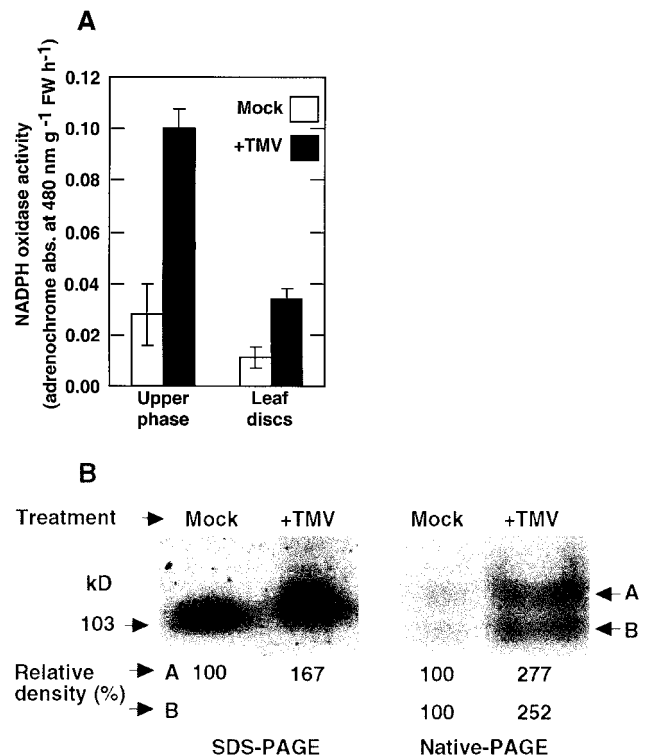 A
NADPH oxidase activity
(adrenochrome abs. at 480 nm g⁻¹ FW h⁻¹)
0.12
0.10
0.08
0.06
0.04
0.02
0.00
Mock
+TMV
Upper phase
Leaf discs
B
Treatment Mock +TMV Mock +TMV
kD
103
A
B
Relative density (%)
A 100 167 100 277
B 100 252
SDS-PAGE Native-PAGE